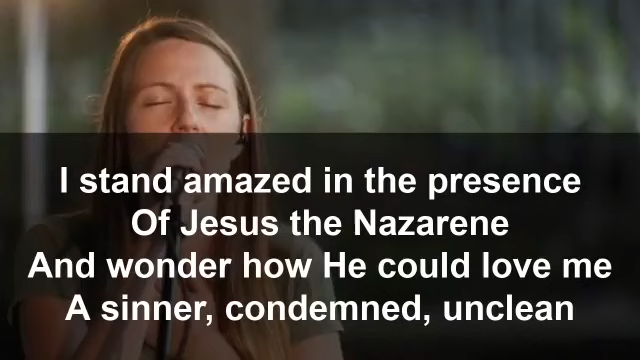 I stand amazed in the presence
Of Jesus the Nazarene
And wonder how He could love me
A sinner, condemned, unclean